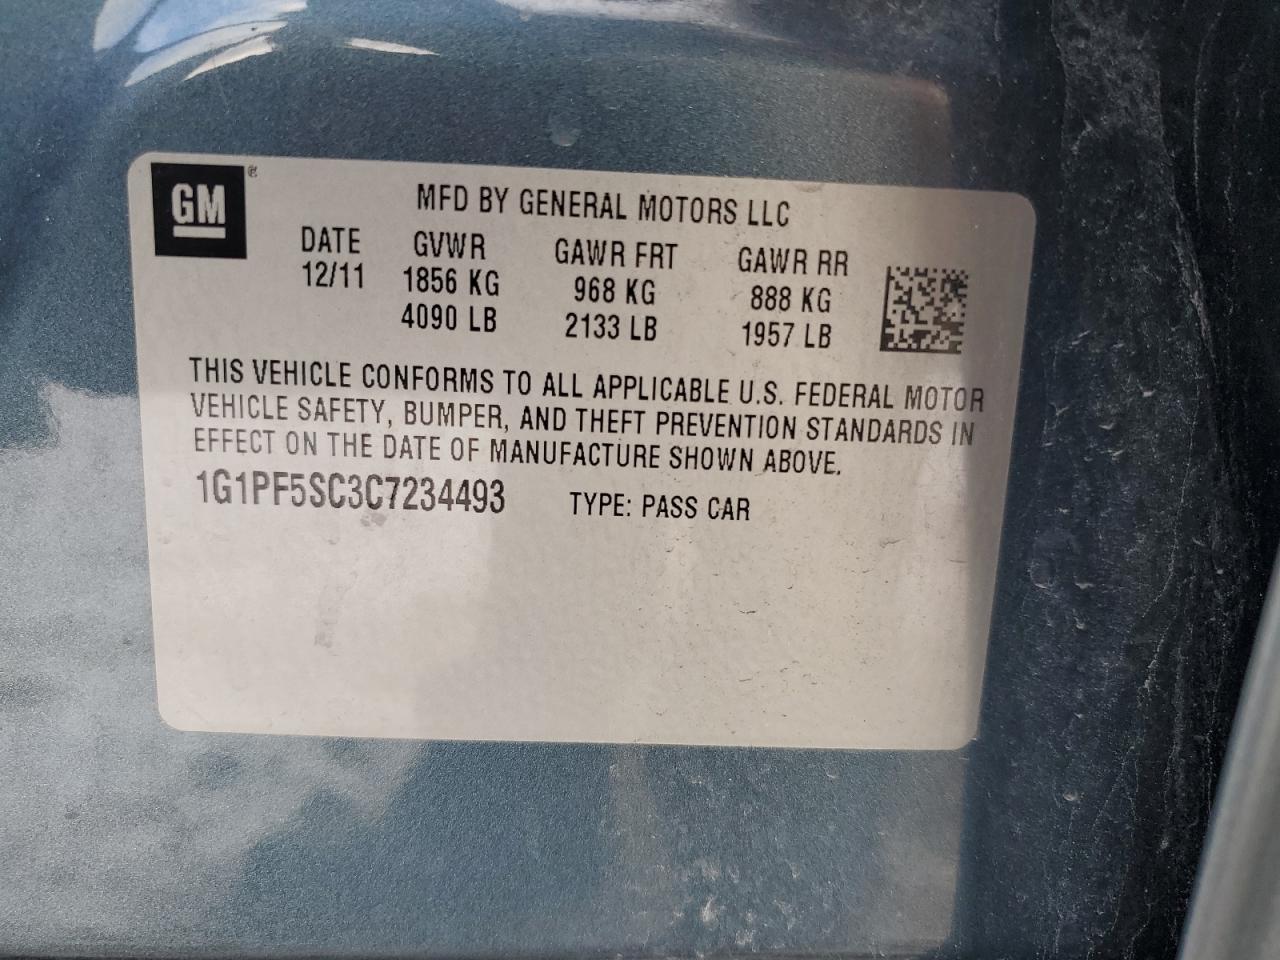 GM®
MFD BY GENERAL MOTORS LLC
DATE GVWR GAWR FRT GAWR RR
12/11 1856 KG 968 KG 888 KG
4090 LB 2133 LB 1957 LB
THIS VEHICLE CONFORMS TO ALL APPLICABLE U.S. FEDERAL MOTOR
VEHICLE SAFETY, BUMPER, AND THEFT PREVENTION STANDARDS IN
EFFECT ON THE DATE OF MANUFACTURE SHOWN ABOVE.
1G1PF5SC3C7234493 TYPE: PASS CAR